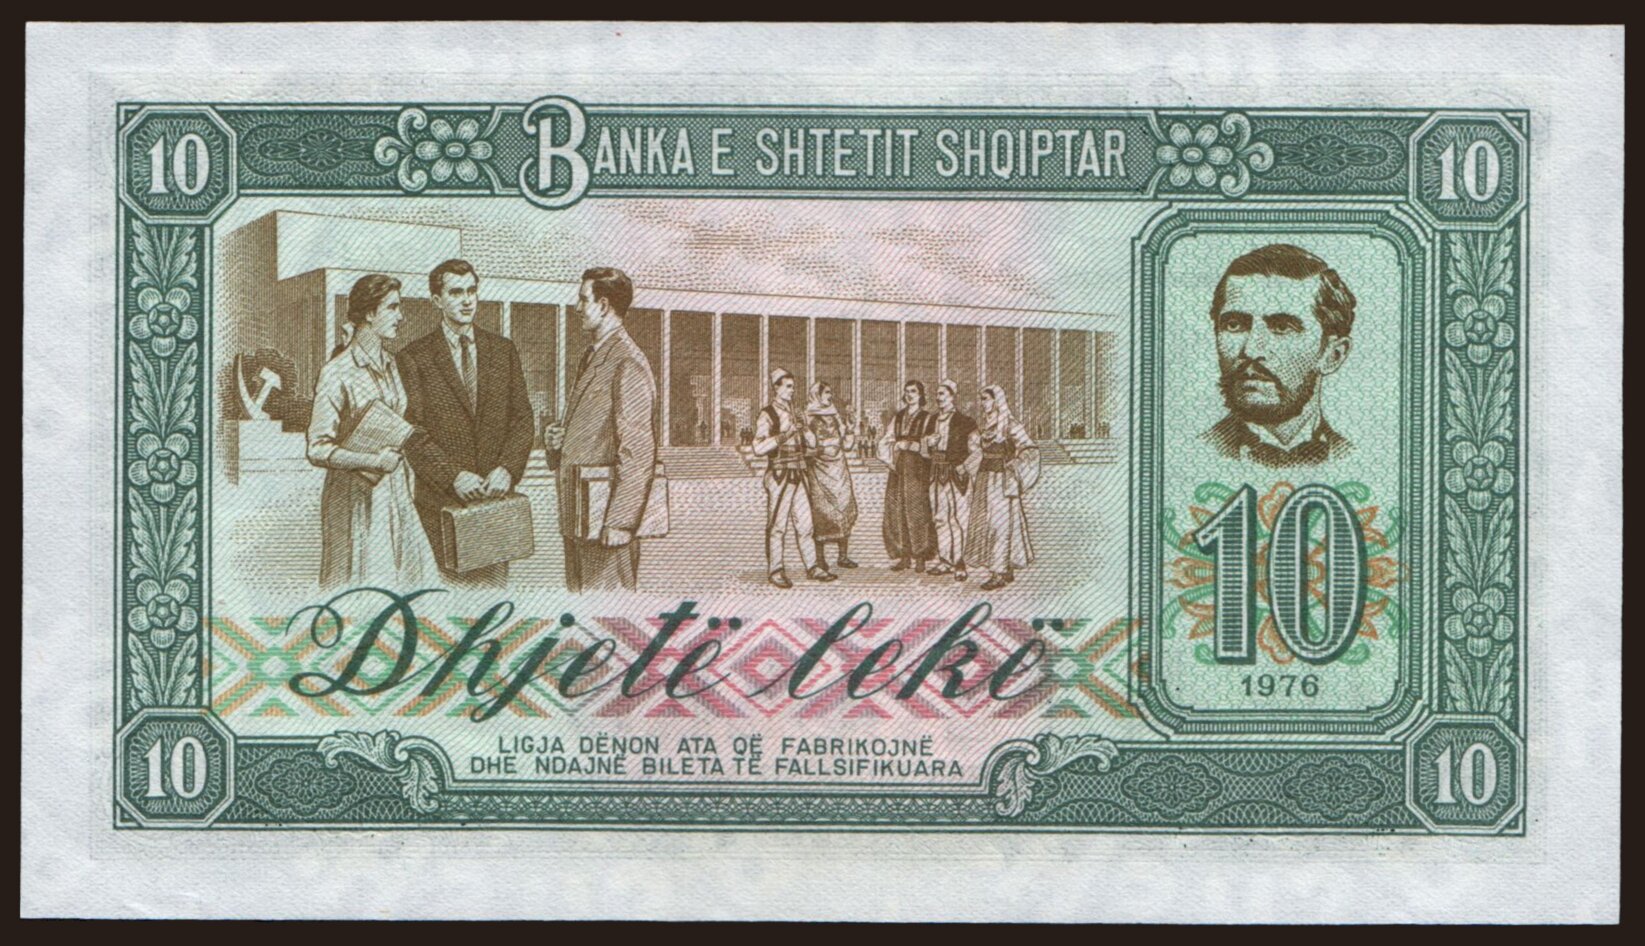 10 BANKA E SHTETIT SHQIPTAR 10
Dhjetë lekë
10
1976
LIGJA DËNON ATA QË FABRIKOJNË
DHE NDAJNË BILETA TË FALLSIFIKUARA
10 10